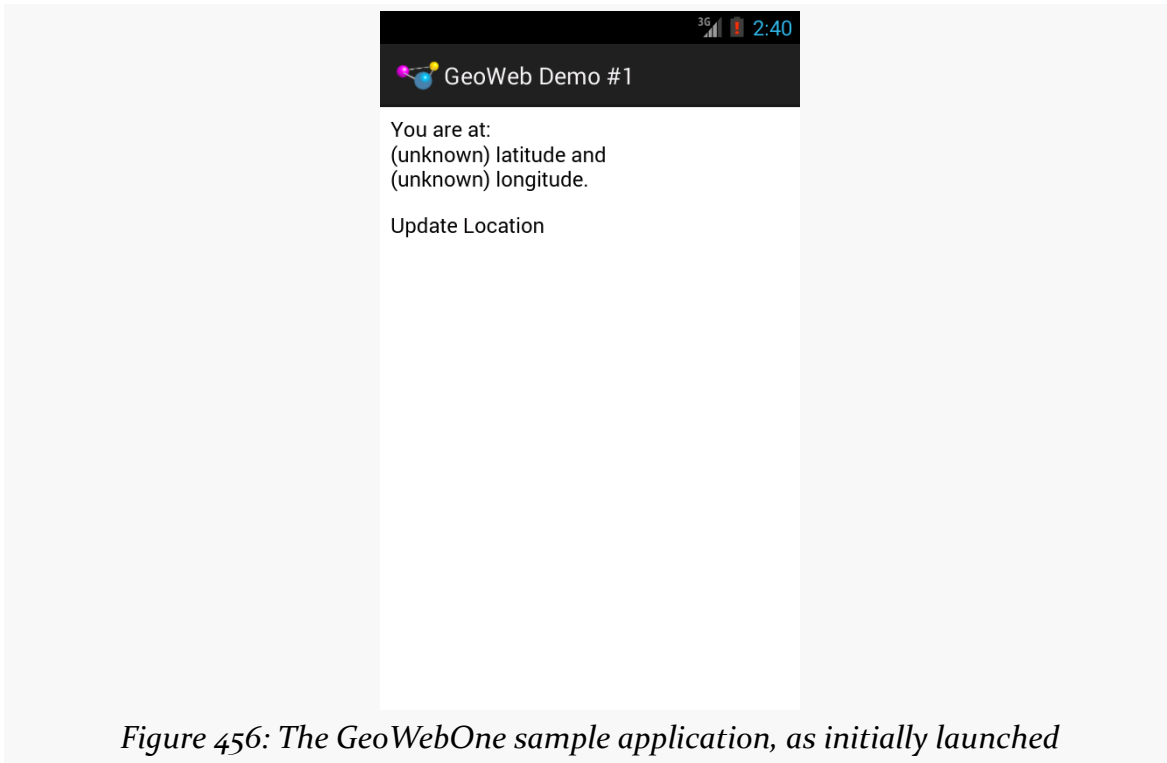 3G 2:40
GeoWeb Demo #1
You are at:
(unknown) latitude and
(unknown) longitude.
Update Location
Figure 456: The GeoWebOne sample application, as initially launched